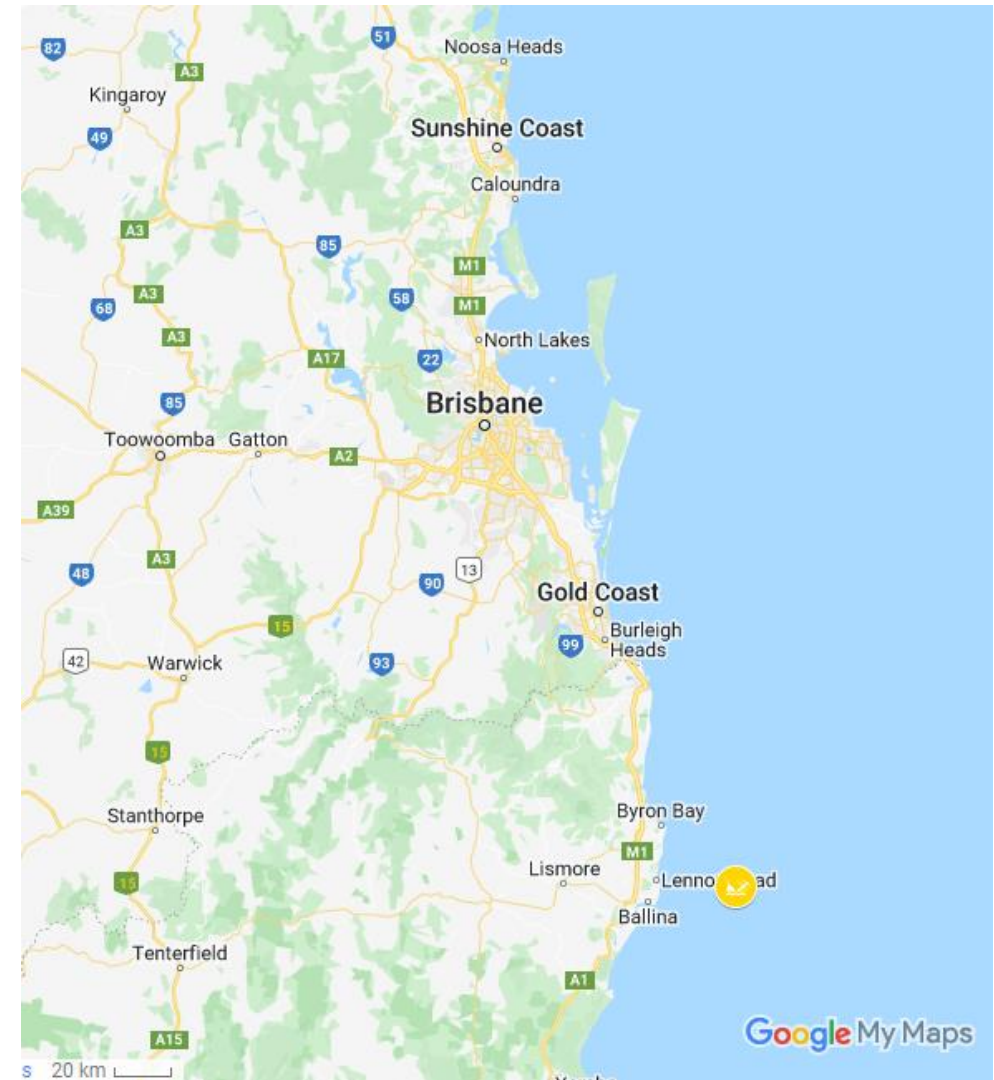 51
82
Noosa Heads
A3
Kingaroy
49
Sunshine Coast
Caloundra
A3
85
M1
A3
58
68
M1
A3
North Lakes
A17
22
85
Brisbane
Toowoomba
Gatton
A2
A39
A3
13
48
90
Gold Coast
15
Burleigh
Heads
99
42
Warwick
93
15
Byron Bay
Stanthorpe
M1
Lismore
15
Ballina
Tenterfield
A1
A15
Google My Maps
s 20 km